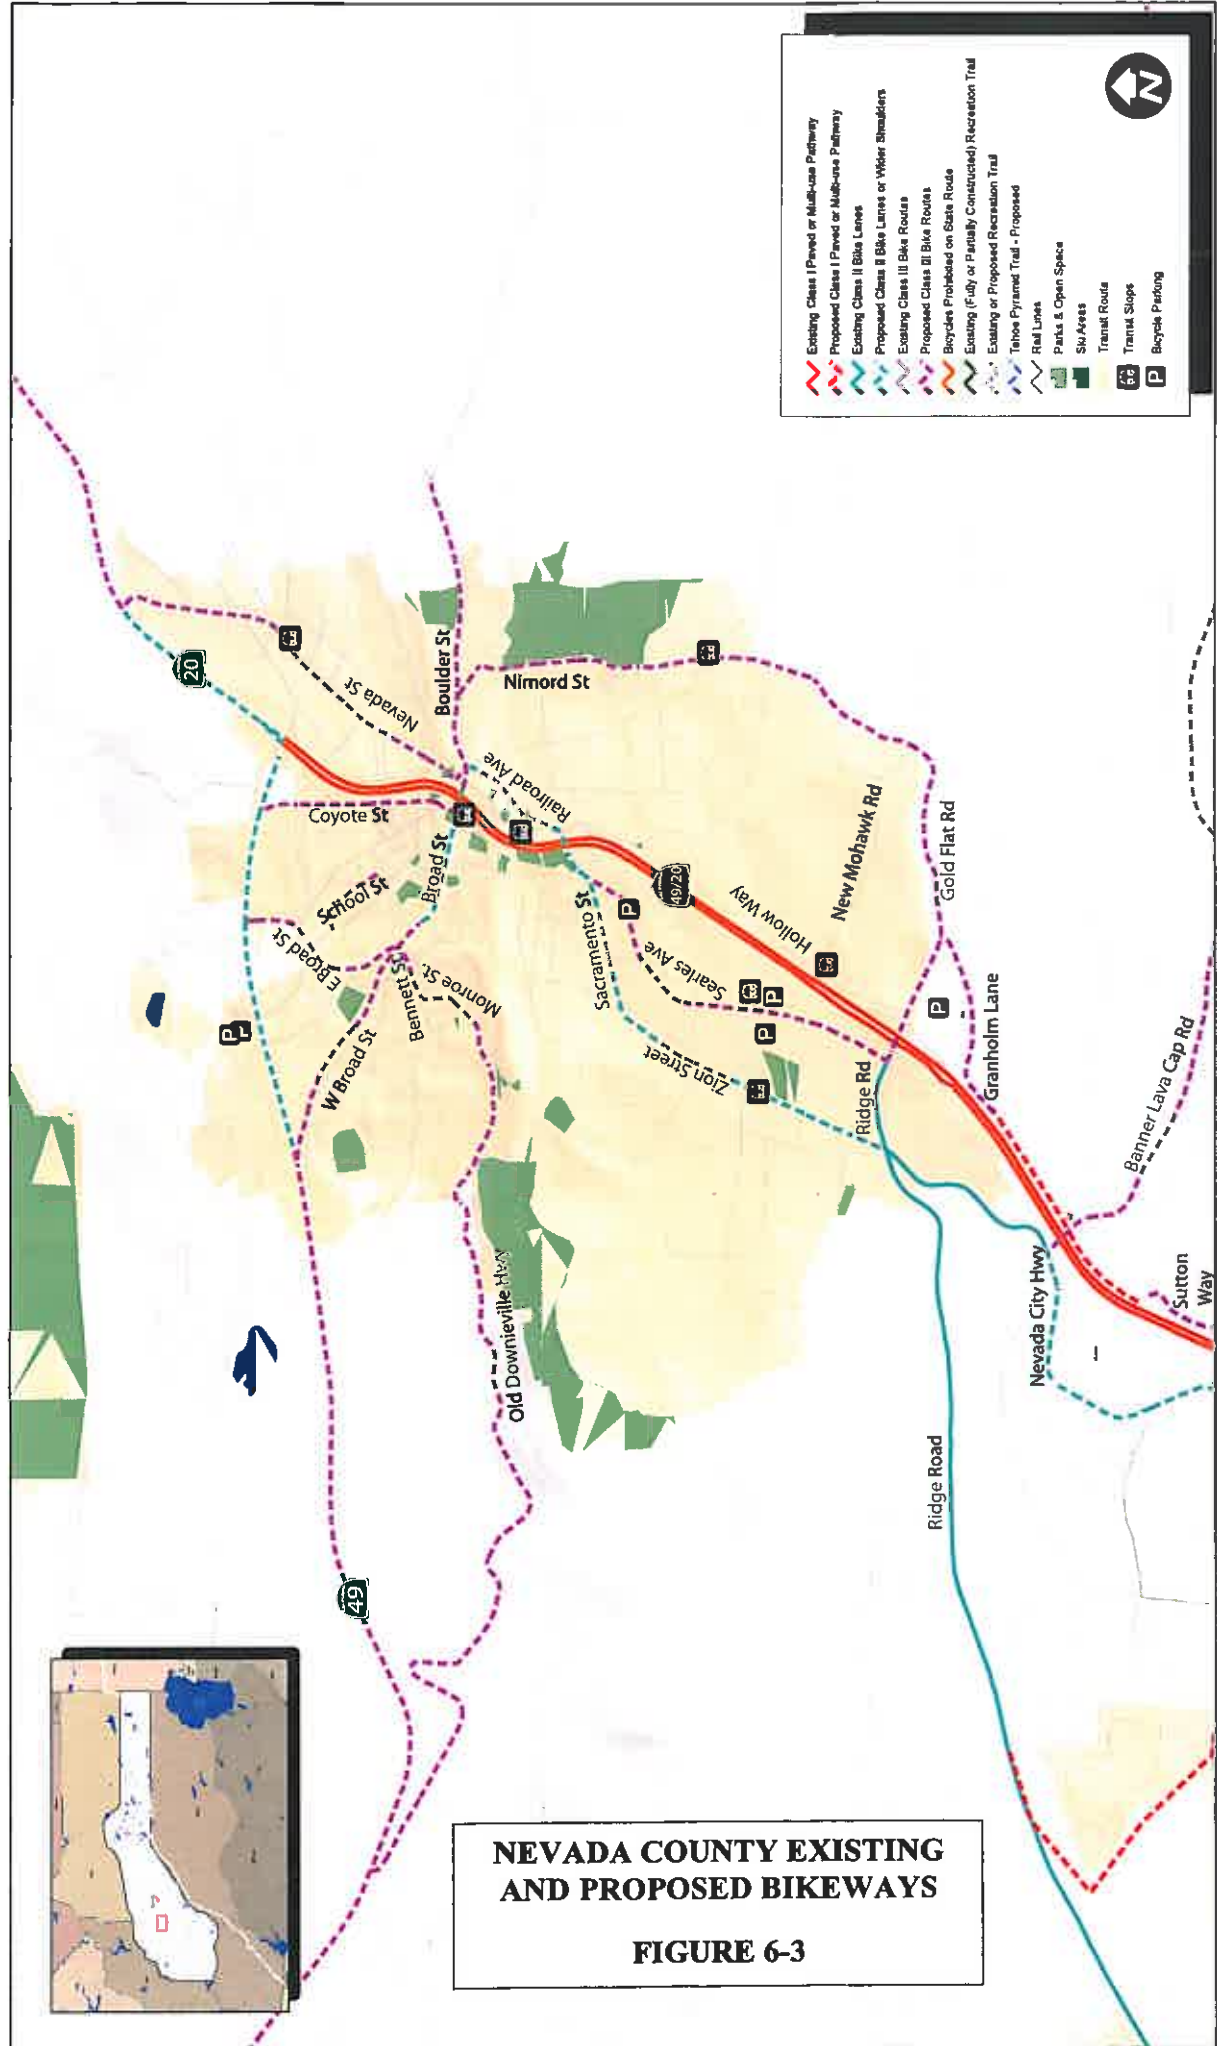 Existing Class I Paved or Multi-use Pathway
Proposed Class I Paved or Multi-use Pathway
Existing Class II Bike Lanes
Proposed Class II Bike Lanes or Wider Shoulders
Existing Class III Bike Routes
Proposed Class III Bike Routes
Bicycles Prohibited on State Route
Existing (Fully or Partially Constructed) Recreation Trail
Existing or Proposed Recreation Trail
Tahoe Pyramid Trail - Proposed
Rail Lines
Parks & Open Space
Ski Areas
Transit Route
Transit Stops
P
Bicycle Parking
N
20
Nevada St
Boulder St
Nimord St
Railroad Ave
Coyote St
Broad St
School St
E Broad St
Bennett St
Monroe St.
W Broad St
Sacramento St
P
49/20
Hollow Way
New Mohawk Rd
Gold Flat Rd
Searles Ave
P
P
P
P
P
Zion Street
Ridge Rd
Granholm Lane
Banner Lava Cap Rd
Old Downieville Hwy
Nevada City Hwy
Sutton
Way
Ridge Road
49
NEVADA COUNTY EXISTING
AND PROPOSED BIKEWAYS
FIGURE 6-3